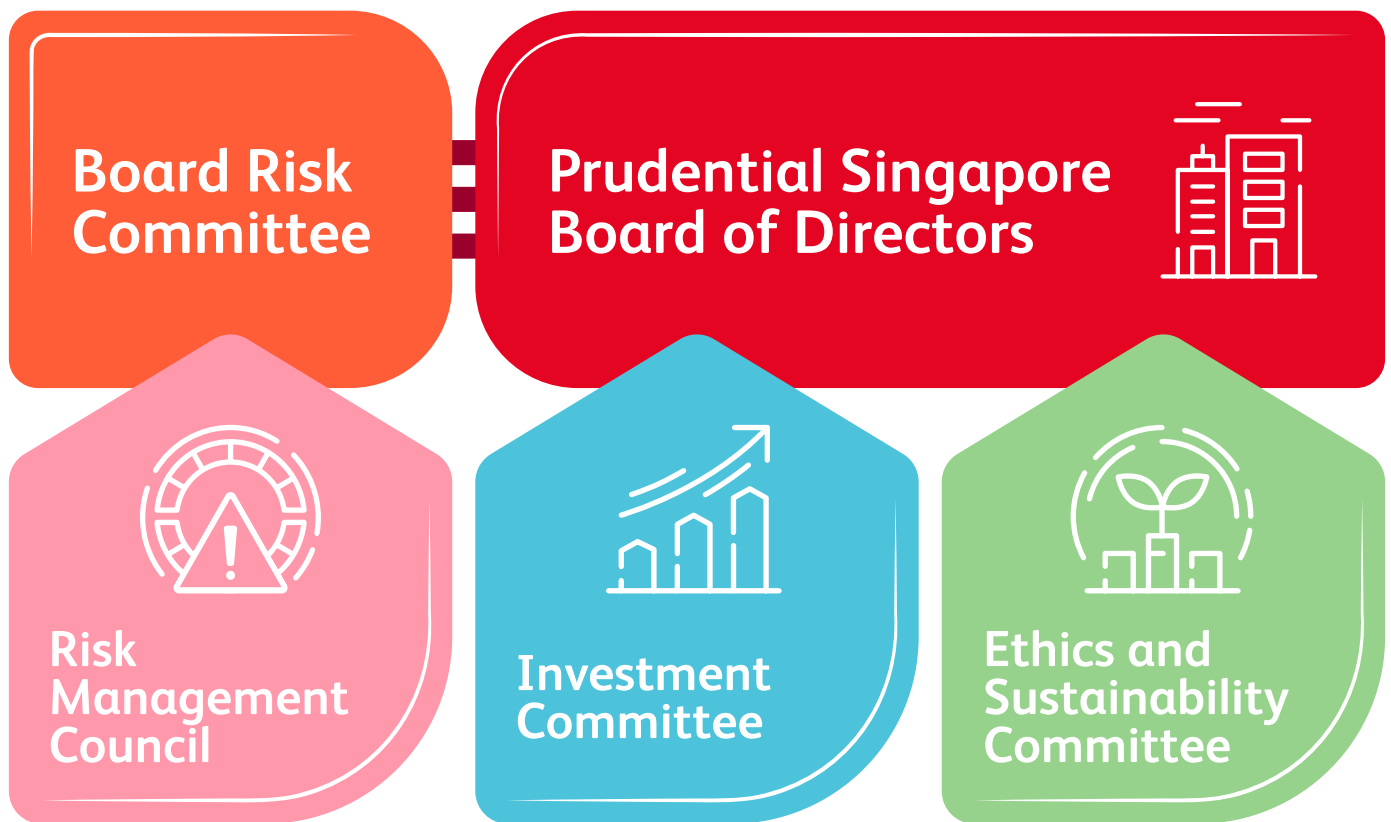 Board Risk
Committee
Prudential Singapore
Board of Directors
Risk
Management
Council
Investment
Committee
Ethics and
Sustainability
Committee